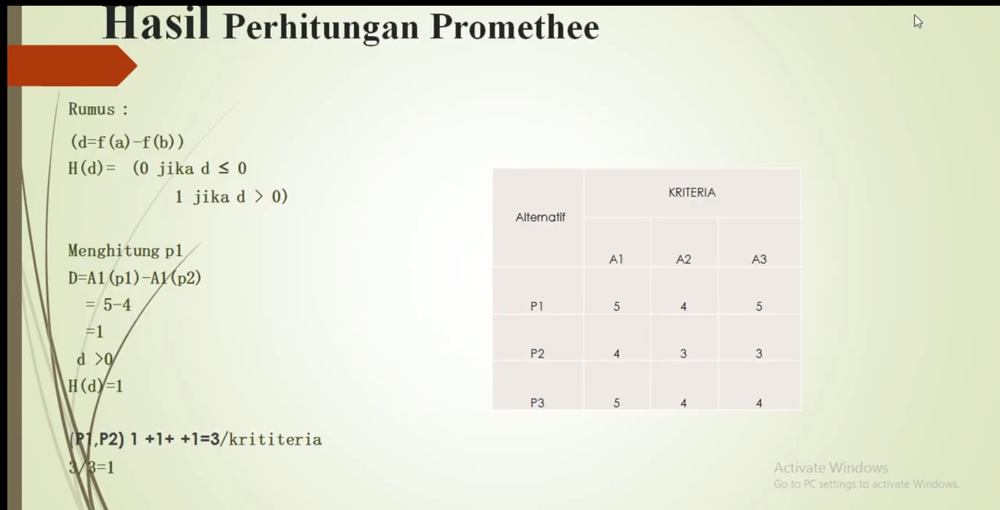 Hasil Perhitungan Promethee
Rumus :
(d=f(a)-f(b))
H(d)= (0 jika d ≤ 0
1 jika d > 0)
Menghitung p1
D=A1(p1)-A1(p2)
= 5-4
=1
d >0
H(d)=1
(P1,P2) 1 +1+ +1=3/krititeria
3/3=1
Alternatif KRITERIA
A1 A2 A3
P1 5 4 5
P2 4 3 3
P3 5 4 4
Activate Windows
Go to PC settings to activate Windows.